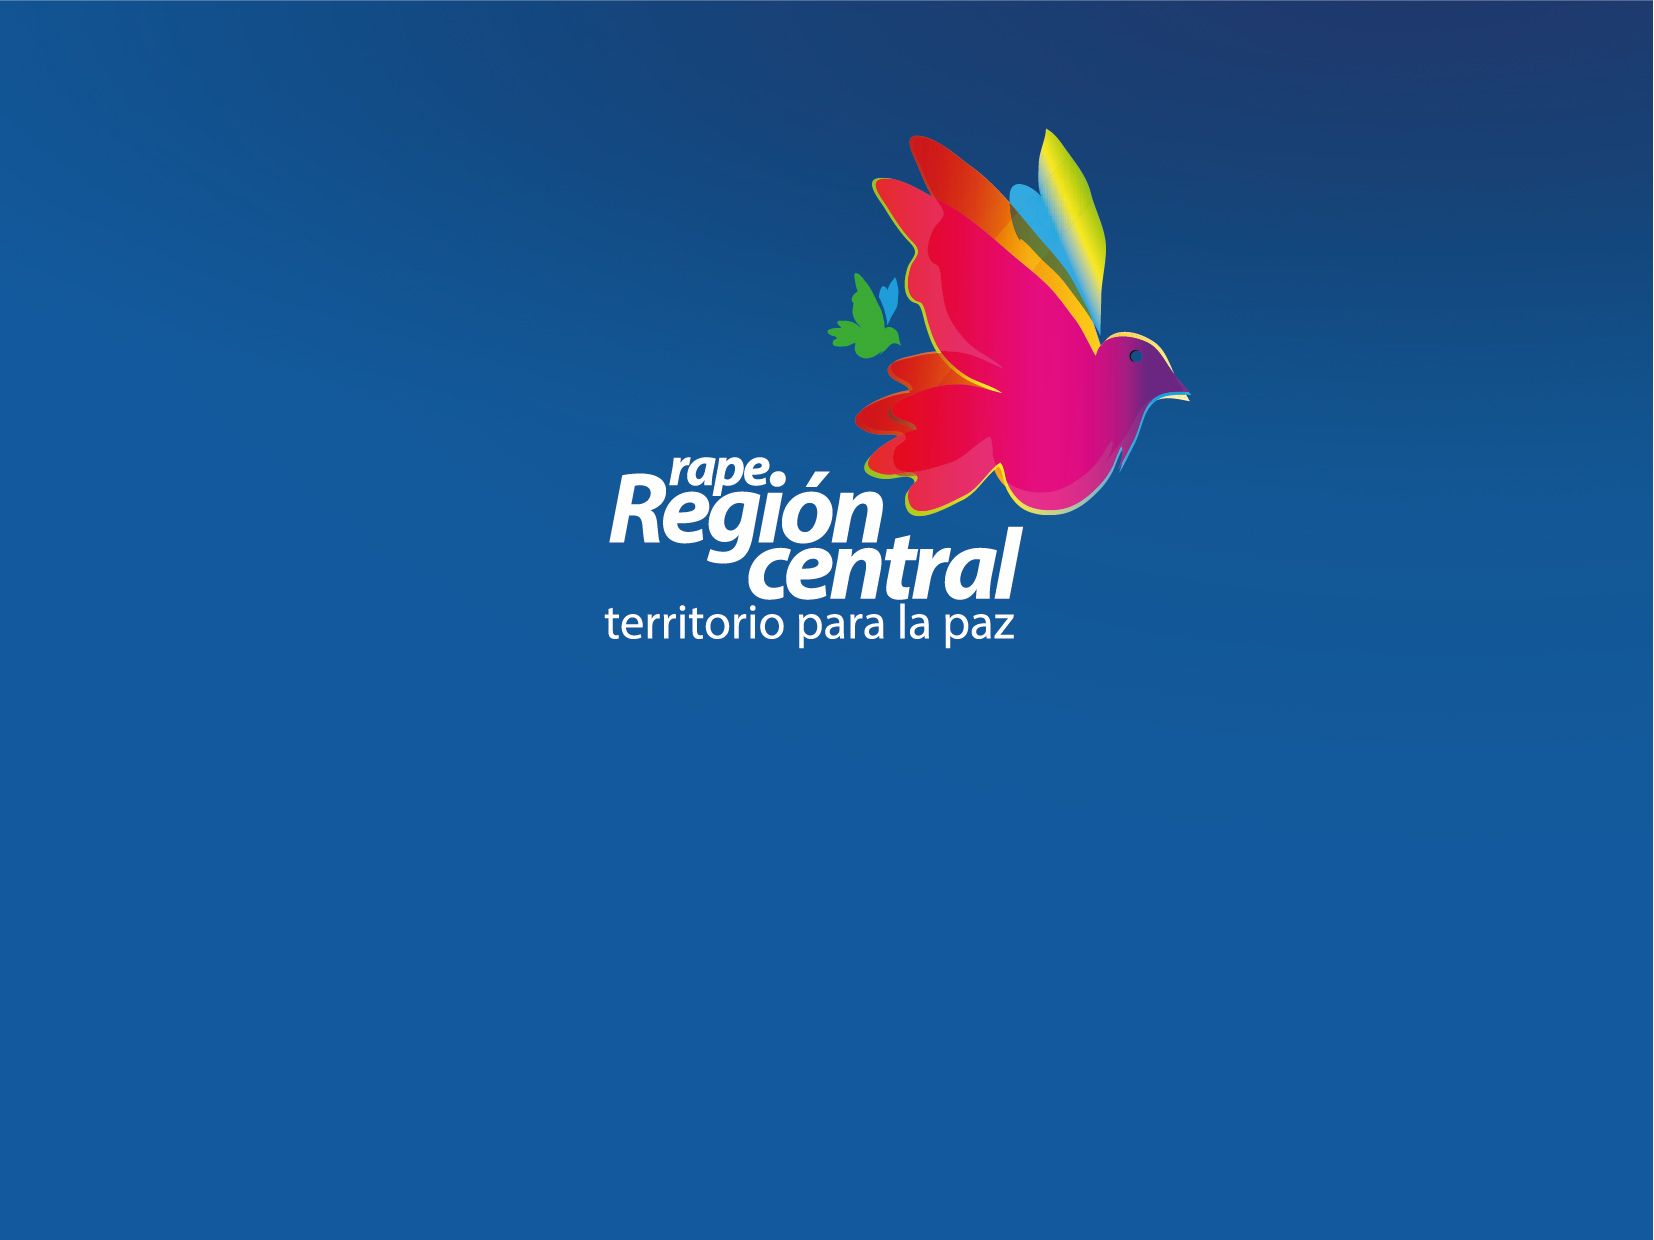 rape
Región
central
territorio para la paz